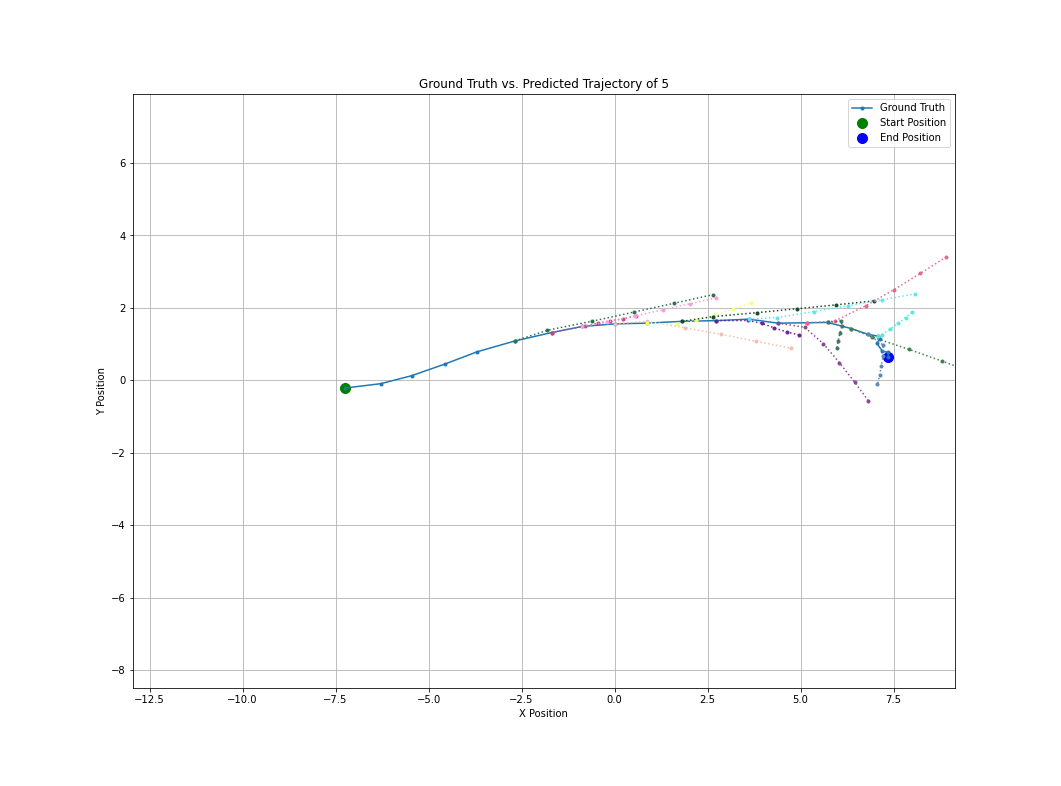 Ground Truth vs. Predicted Trajectory of 5
Ground Truth
Start Position
End Position
6
4
2
0
−2
−4
−6
−8
Y Position
−12.5 −10.0 −7.5 −5.0 −2.5 0.0 2.5 5.0 7.5
X Position